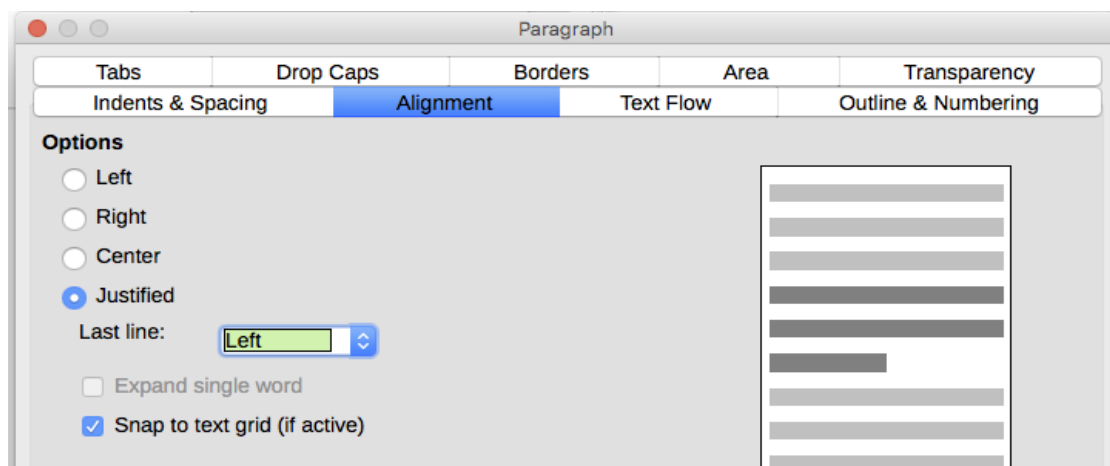 Paragraph
Tabs Drop Caps Borders Area Transparency
Indents & Spacing Alignment Text Flow Outline & Numbering
Options
Left
Right
Center
Justified
Last line: Left
Expand single word
Snap to text grid (if active)